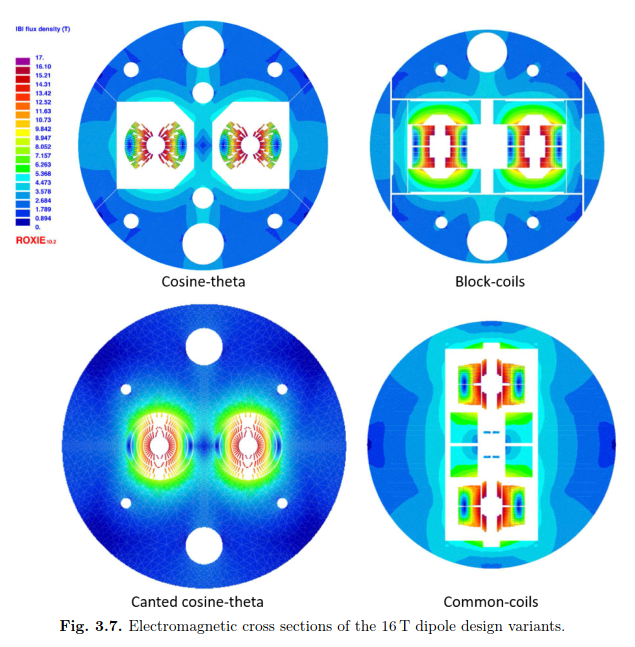 IBI flux density (T)
17.
16.10
15.21
14.31
13.42
12.52
11.63
10.73
9.842
8.947
8.052
7.157
6.263
5.368
4.473
3.578
2.684
1.789
0.894
0.
ROXIE 10.2
Cosine-theta
Block-coils
Canted cosine-theta
Common-coils
Fig. 3.7. Electromagnetic cross sections of the 16 T dipole design variants.